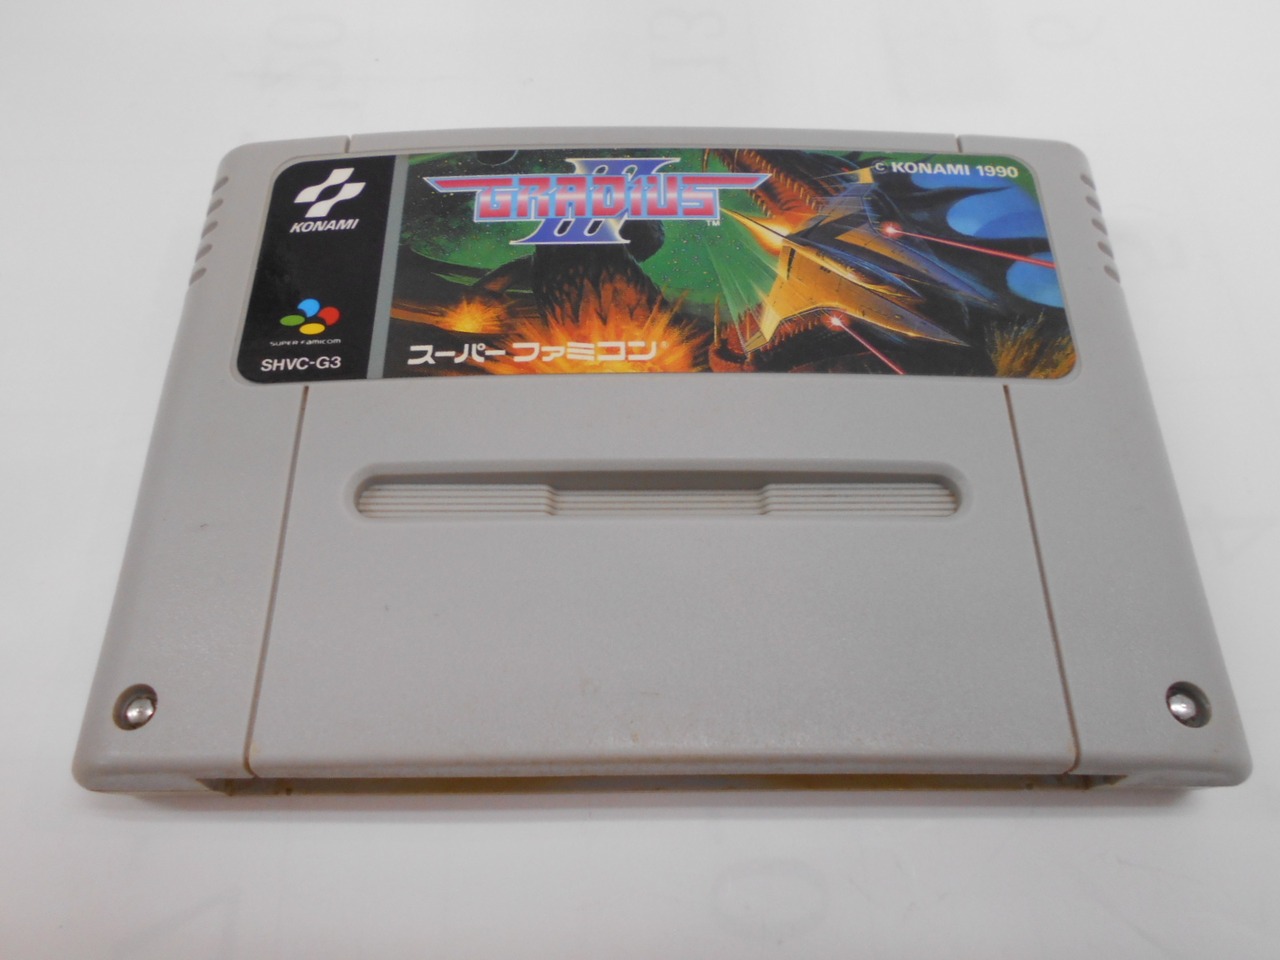 KONAMI
SUPER FAMICOM
SHVC-G3
GRADIUS III
TM
© KONAMI 1990
スーパーファミコン®